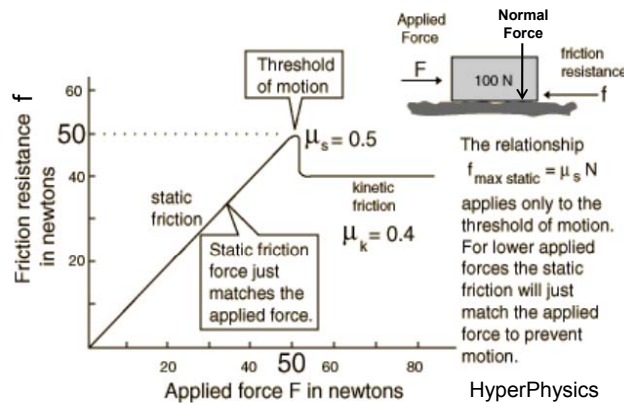 Applied
Force
F
Normal
Force
100 N
friction
resistance
f
Threshold
of motion
Friction resistance f
in newtons
60
50
40
20
μs = 0.5
static
friction
kinetic
friction
μk = 0.4
Static friction
force just
matches the
applied force.
20
40
50
60
80
Applied force F in newtons
The relationship
f max static = μs N
applies only to the
threshold of motion.
For lower applied
forces the static
friction will just
match the applied
force to prevent
motion.
HyperPhysics